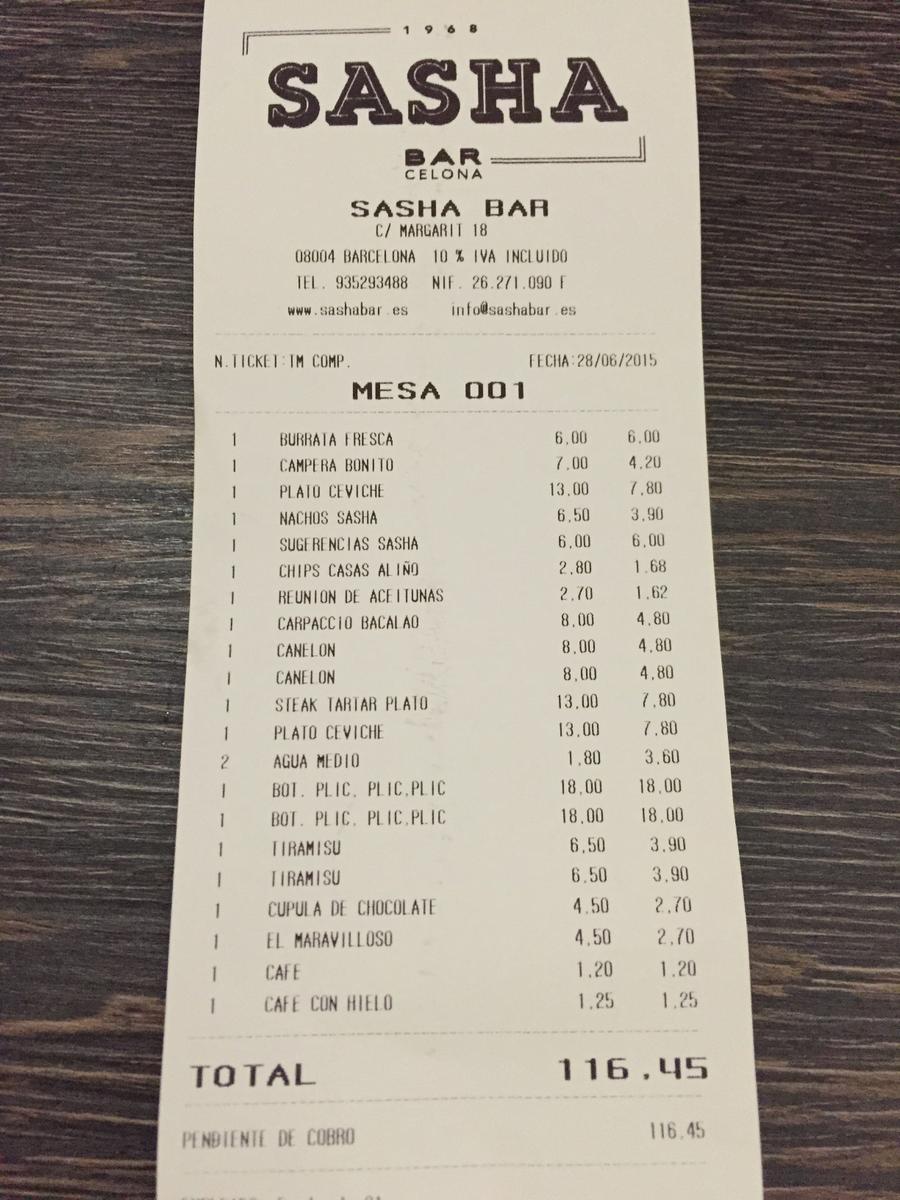 1968
SASHA
BAR
CELONA
SASHA BAR
C/ MARGARIT 18
08004 BARCELONA 10 % IVA INCLUIDO
TEL. 935293488 NIF. 26.271.090 F
www.sashabar.es info@sashabar.es
N.TICKET:TM COMP. FECHA:28/06/2015
MESA 001
1 BURRATA FRESCA 6,00 6,00
1 CAMPERA BONITO 7,00 4,20
1 PLATO CEVICHE 13,00 7,80
1 NACHOS SASHA 6,50 3,90
1 SUGERENCIAS SASHA 6,00 6,00
1 CHIPS CASAS ALIÑO 2,80 1,68
1 REUNION DE ACEITUNAS 2,70 1,62
1 CARPACCIO BACALAO 8,00 4,80
1 CANELON 8,00 4,80
1 CANELON 8,00 4,80
1 STEAK TARTAR PLATO 13,00 7,80
1 PLATO CEVICHE 13,00 7,80
2 AGUA MEDIO 1,80 3,60
1 BOT. PLIC, PLIC,PLIC 18,00 18,00
1 BOT. PLIC, PLIC,PLIC 18,00 18,00
1 TIRAMISU 6,50 3,90
1 TIRAMISU 6,50 3,90
1 CUPULA DE CHOCOLATE 4,50 2,70
1 EL MARAVILLOSO 4,50 2,70
1 CAFE 1,20 1,20
1 CAFE CON HIELO 1,25 1,25
TOTAL 116,45
PENDIENTE DE COBRO 116,45